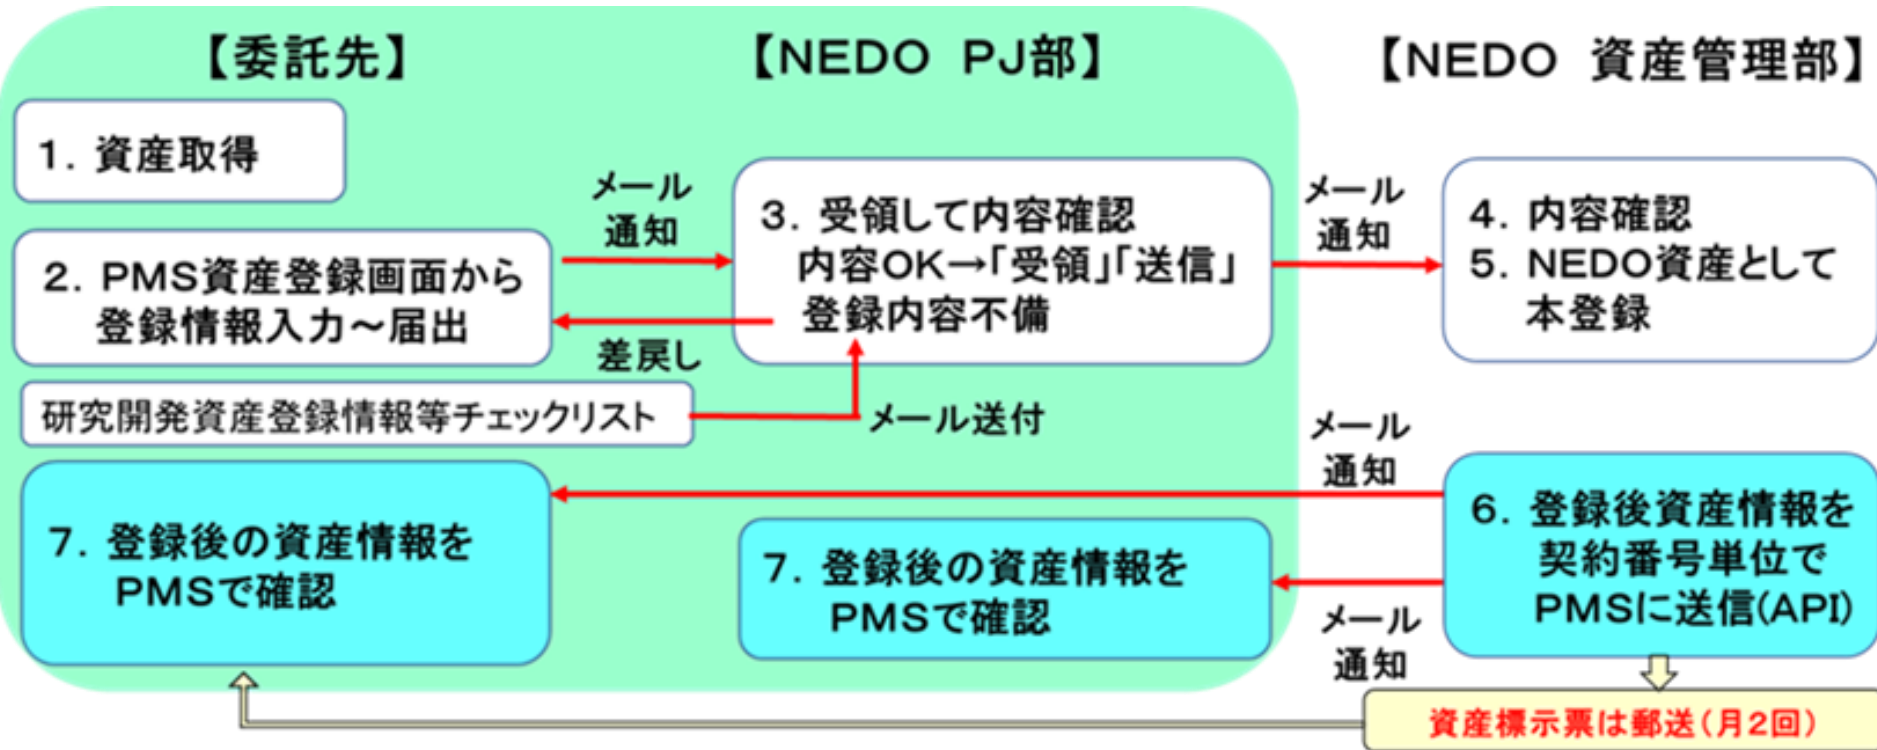 【委託先】
【NEDO PJ部】
【NEDO 資産管理部】
1. 資産取得
2. PMS資産登録画面から
登録情報入力～届出
メール
通知
3. 受領して内容確認
内容OK→「受領」「送信」
登録内容不備
差戻し
研究開発資産登録情報等チェックリスト
メール送付
メール
通知
4. 内容確認
5. NEDO資産として
本登録
メール
通知
6. 登録後資産情報を
契約番号単位で
PMSに送信(API)
7. 登録後の資産情報を
PMSで確認
7. 登録後の資産情報を
PMSで確認
メール
通知
資産標示票は郵送(月2回)